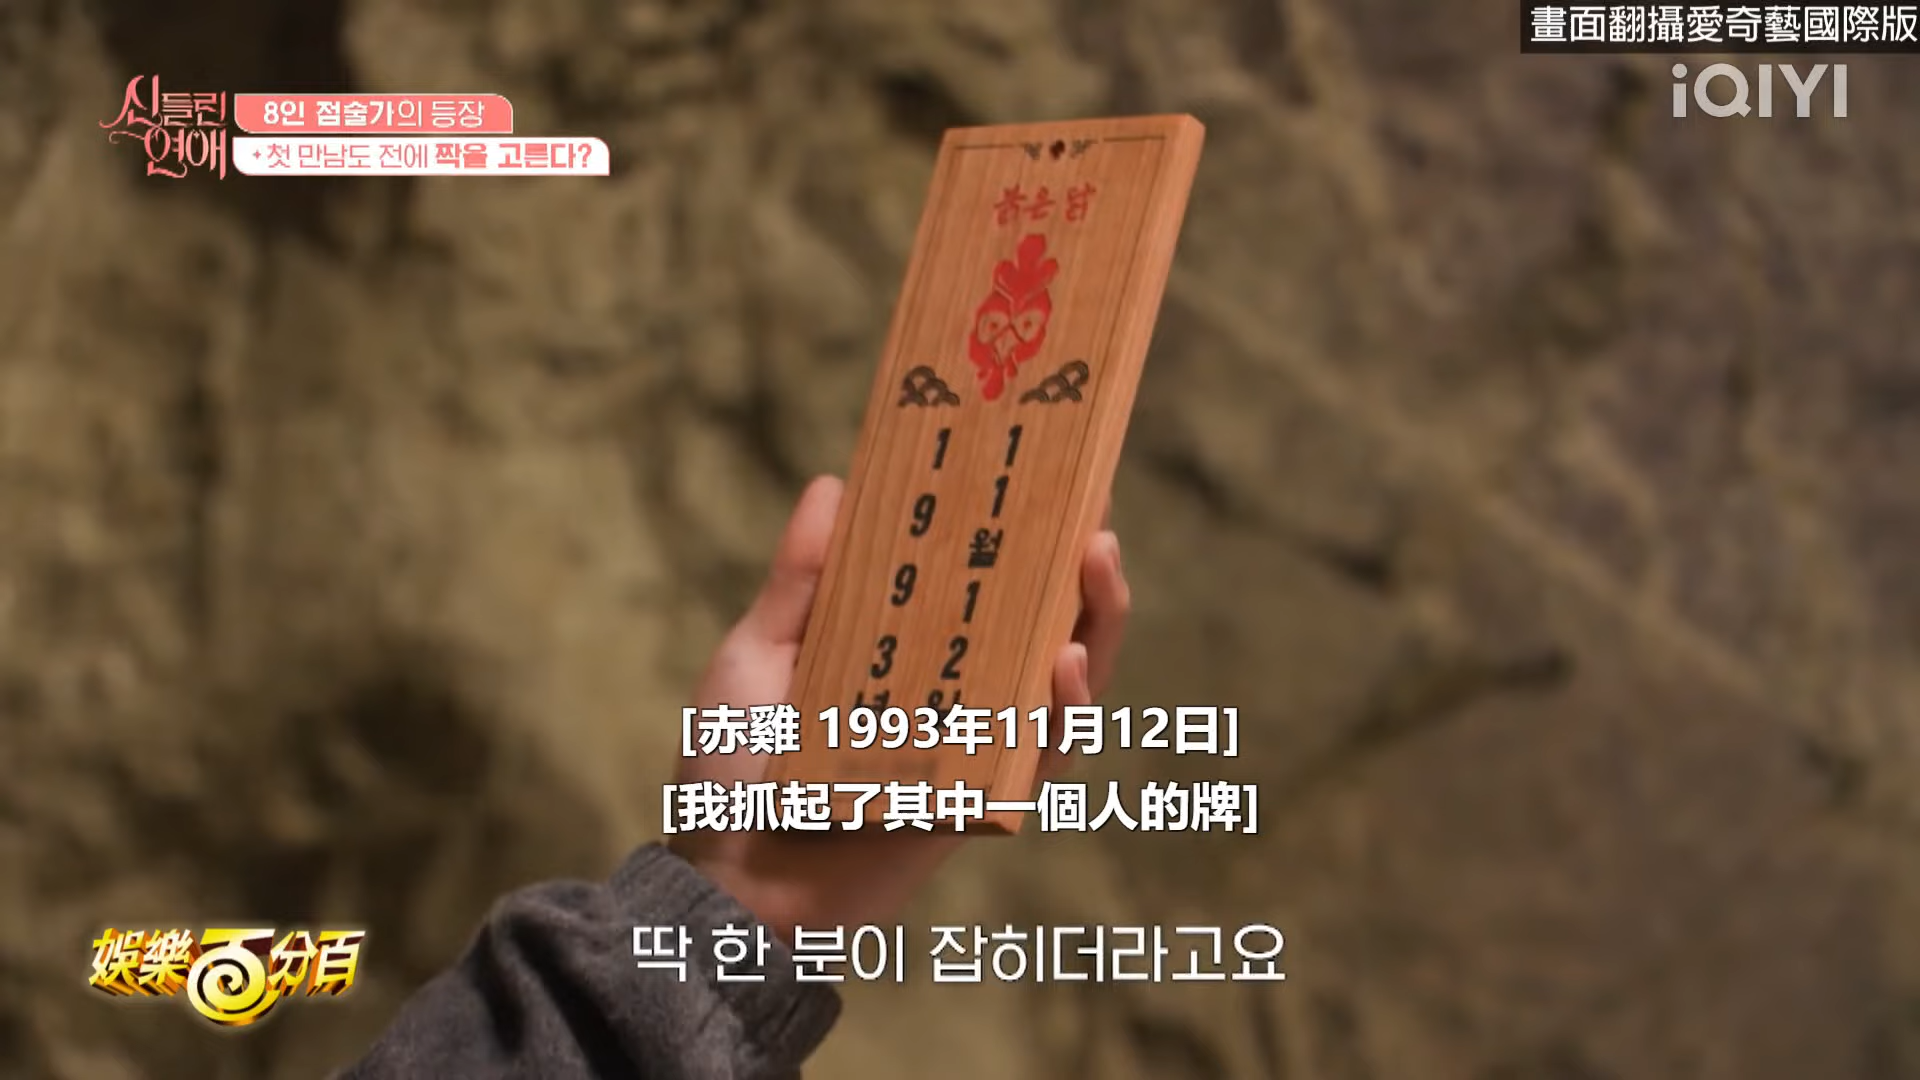 畫面翻攝愛奇藝國際版
iQIYI
신들린
연애
8인 점술가의 등장
첫 만남도 전에 짝을 고른다?
붉은 닭
1993년
11월12일
[赤雞 1993年11月12日]
[我抓起了其中一個人的牌]
딱 한 분이 잡히더라고요
娛樂百分百